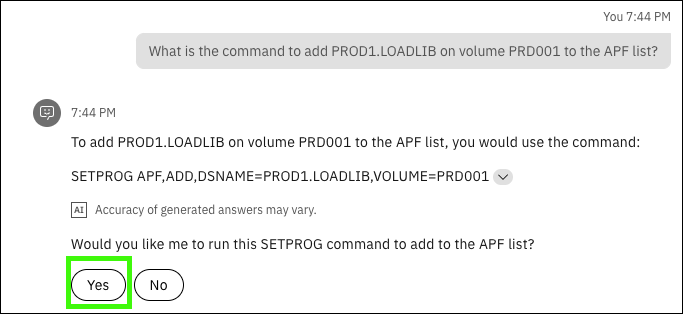 You 7:44 PM
What is the command to add PROD1.LOADLIB on volume PRD001 to the APF list?
7:44 PM
To add PROD1.LOADLIB on volume PRD001 to the APF list, you would use the command:
SETPROG APF,ADD,DSNAME=PROD1.LOADLIB,VOLUME=PRD001
AI Accuracy of generated answers may vary.
Would you like me to run this SETPROG command to add to the APF list?
Yes No